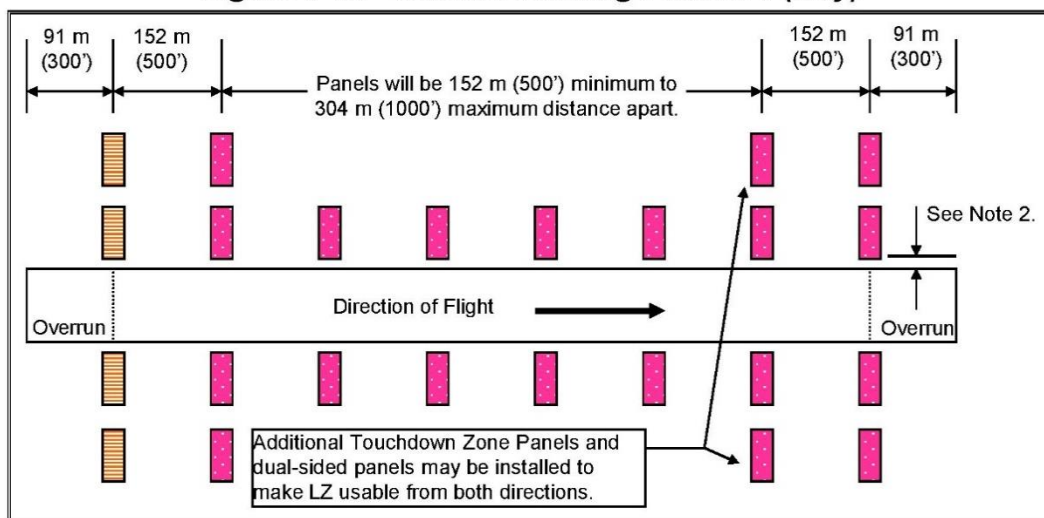 91 m
(300')
152 m
(500')
Panels will be 152 m (500') minimum to
304 m (1000') maximum distance apart.
152 m
(500')
91 m
(300')
See Note 2.
Direction of Flight
Overrun
Overrun
Additional Touchdown Zone Panels and
dual-sided panels may be installed to
make LZ usable from both directions.